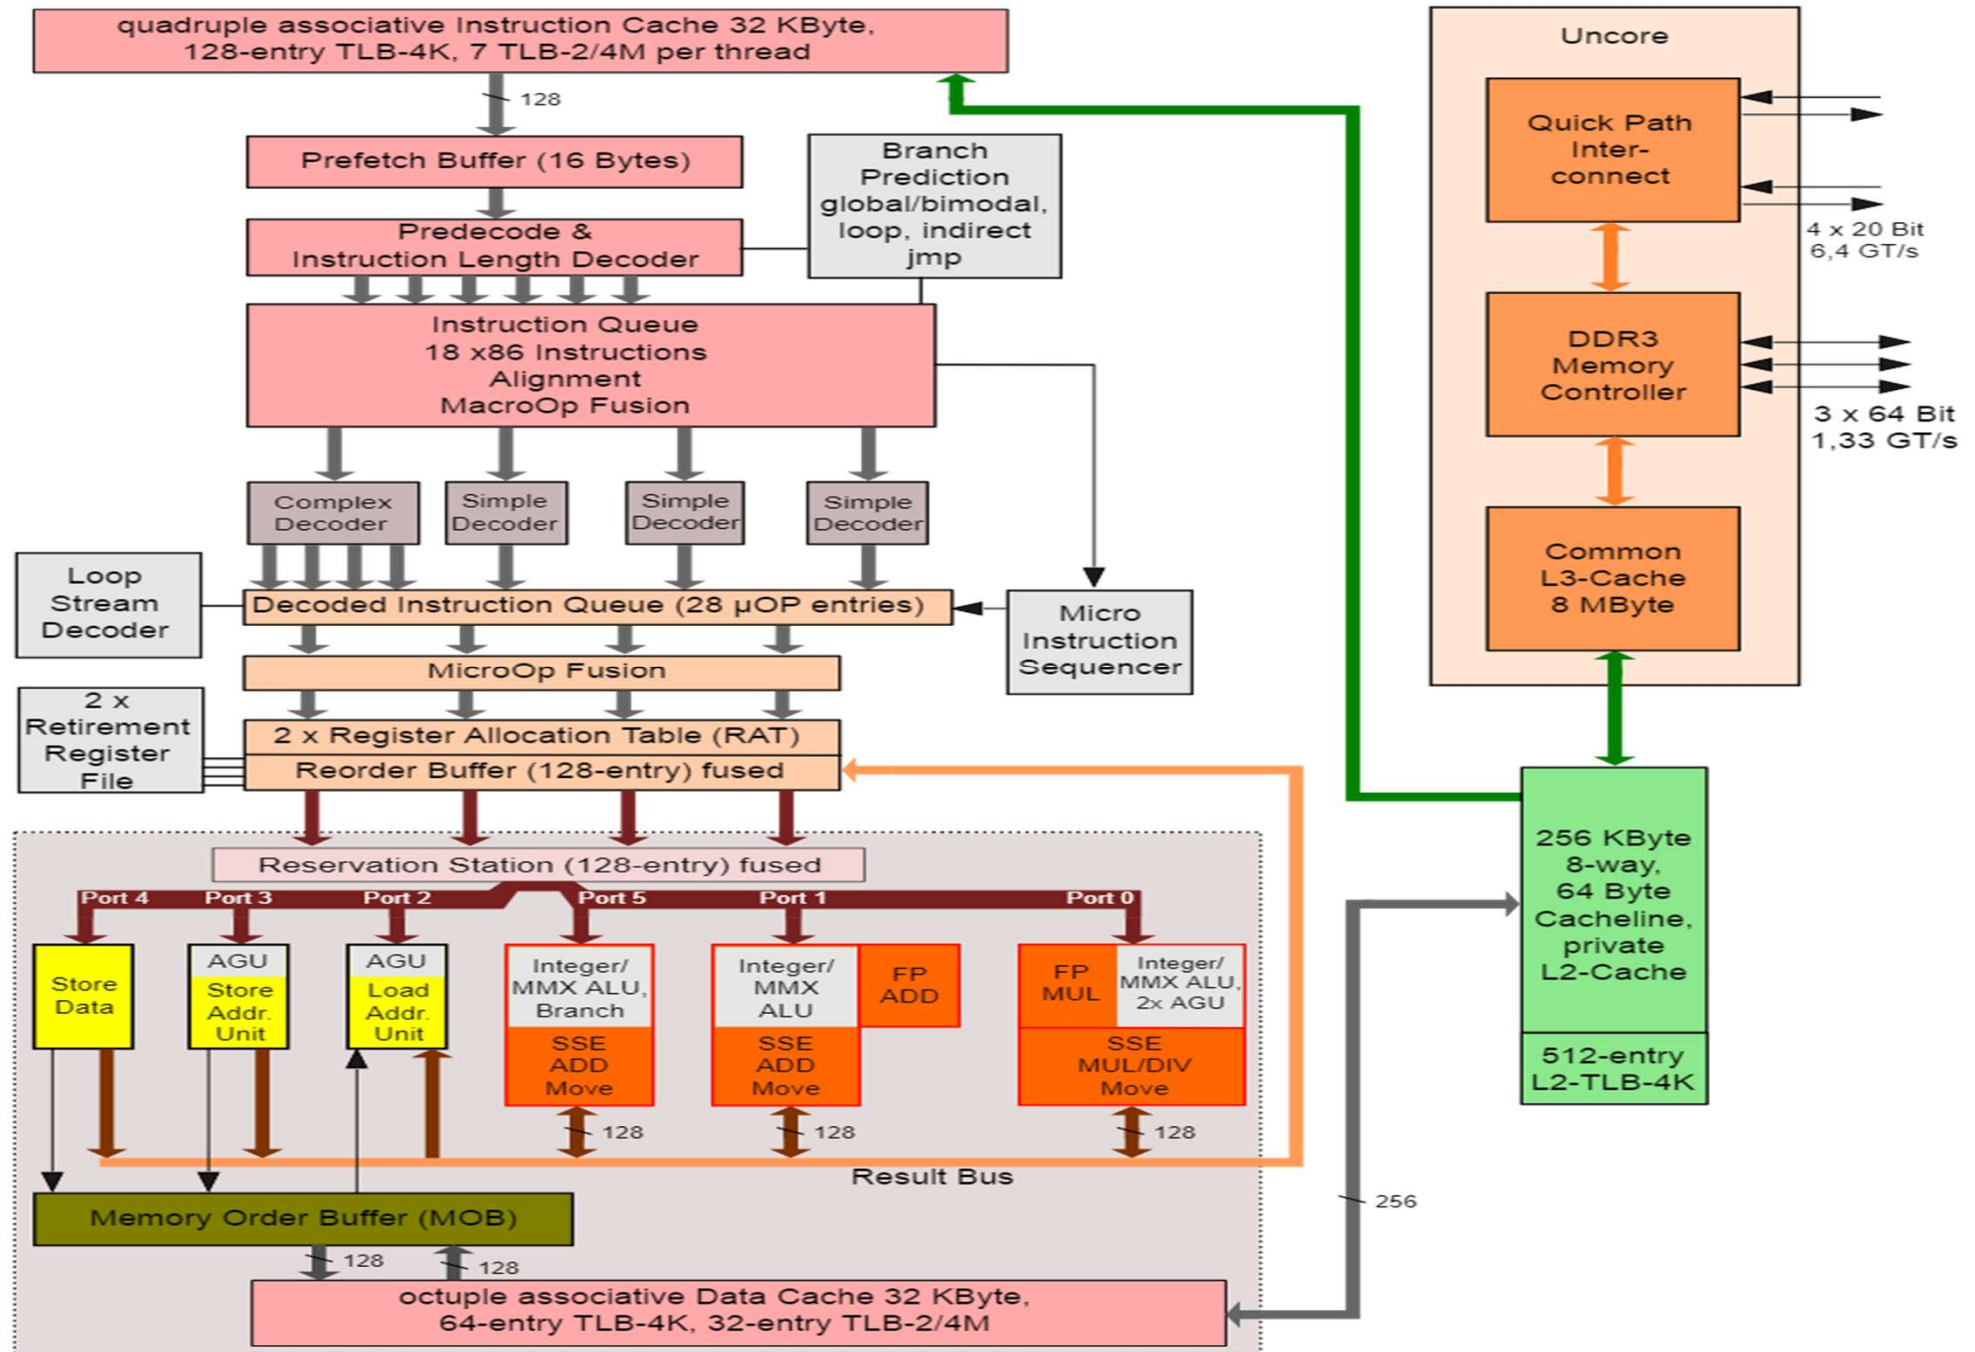 quadruple associative Instruction Cache 32 KByte,
128-entry TLB-4K, 7 TLB-2/4M per thread
128
Prefetch Buffer (16 Bytes)
Predecode &
Instruction Length Decoder
Branch
Prediction
global/bimodal,
loop, indirect
jmp
Instruction Queue
18 x86 Instructions
Alignment
MacroOp Fusion
Complex
Decoder
Simple
Decoder
Simple
Decoder
Simple
Decoder
Loop
Stream
Decoder
Decoded Instruction Queue (28 µOP entries)
Micro
Instruction
Sequencer
MicroOp Fusion
2 x
Retirement
Register
File
2 x Register Allocation Table (RAT)
Reorder Buffer (128-entry) fused
Reservation Station (128-entry) fused
Port 4
Port 3
Port 2
Port 5
Port 1
Port 0
Store
Data
AGU
Store
Addr.
Unit
AGU
Load
Addr.
Unit
Integer/
MMX ALU,
Branch
SSE
ADD
Move
Integer/
MMX
ALU
FP
ADD
SSE
ADD
Move
FP
MUL
Integer/
MMX ALU,
2x AGU
SSE
MUL/DIV
Move
128
128
128
Result Bus
Memory Order Buffer (MOB)
128
128
octuple associative Data Cache 32 KByte,
64-entry TLB-4K, 32-entry TLB-2/4M
256
Uncore
Quick Path
Inter-
connect
4 x 20 Bit
6,4 GT/s
DDR3
Memory
Controller
3 x 64 Bit
1,33 GT/s
Common
L3-Cache
8 MByte
256 KByte
8-way,
64 Byte
Cacheline,
private
L2-Cache
512-entry
L2-TLB-4K